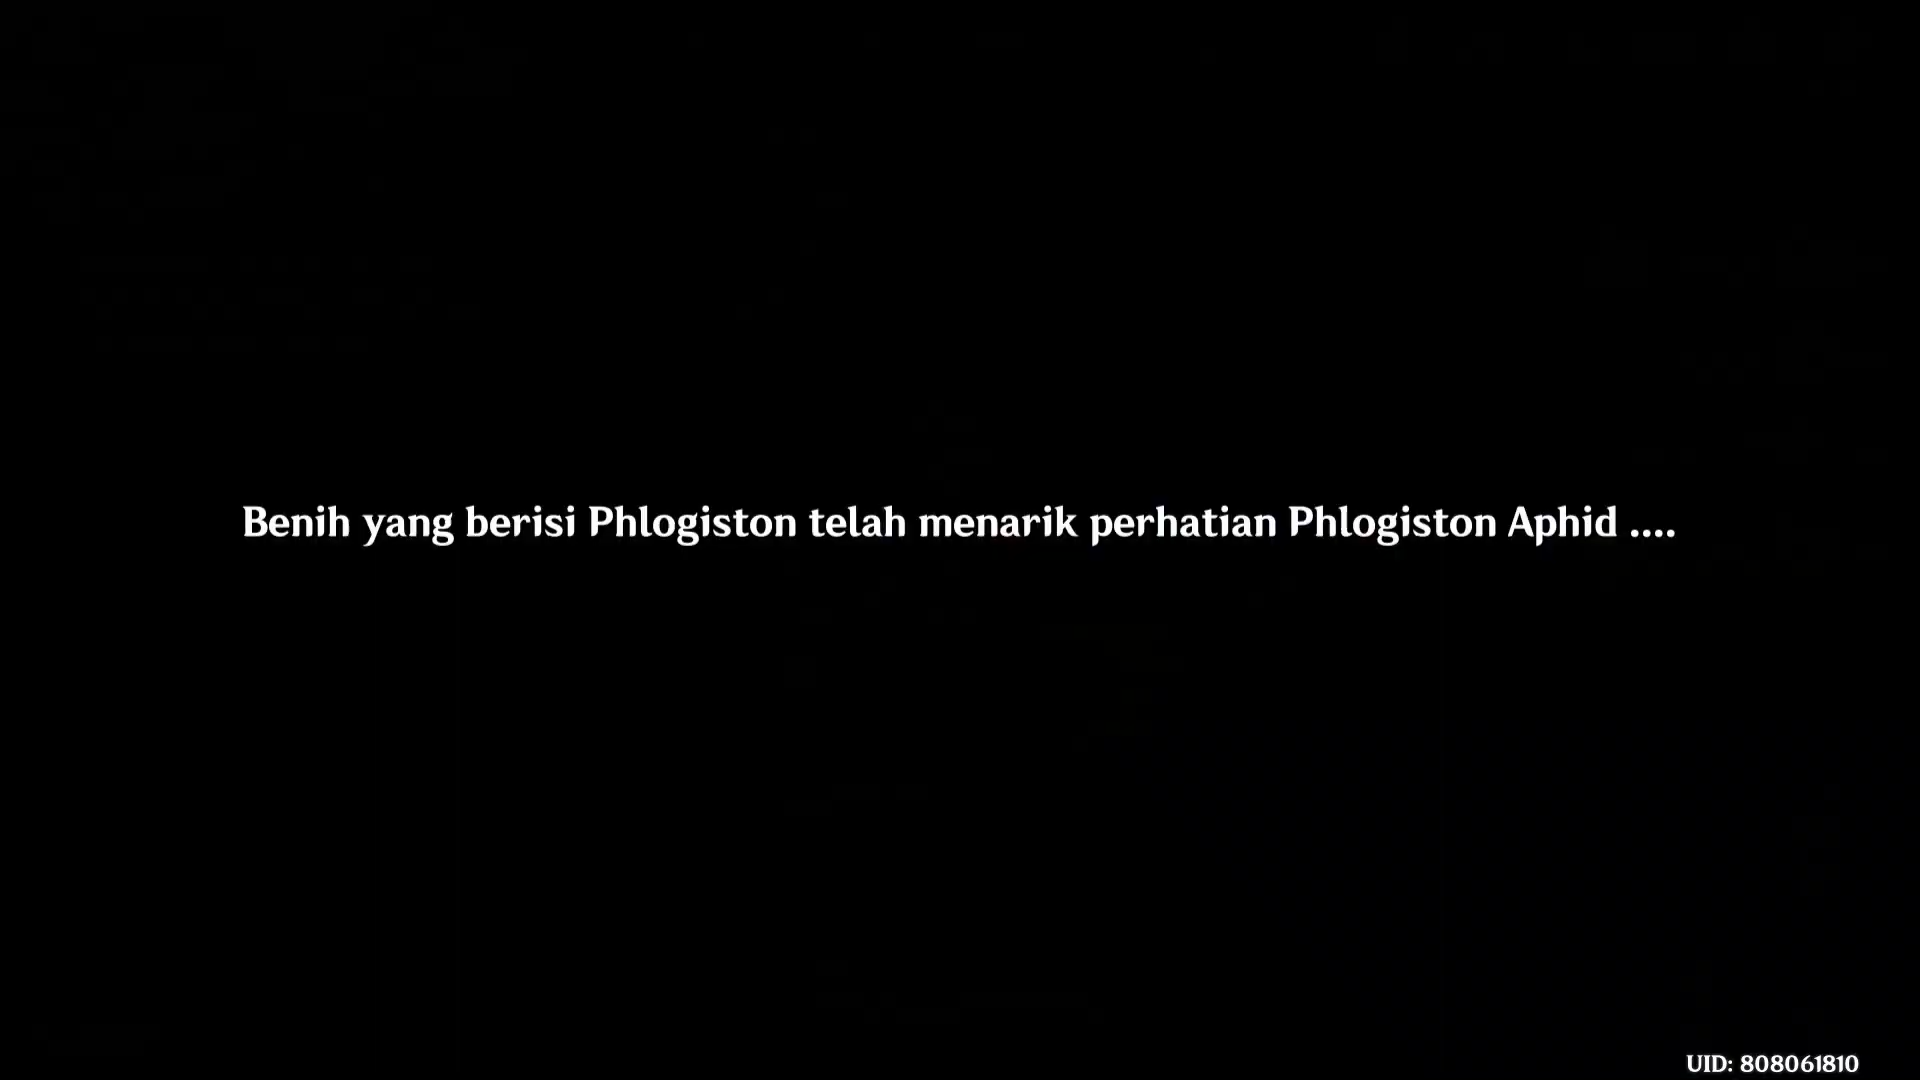 Benih yang berisi Phlogiston telah menarik perhatian Phlogiston Aphid ....
UID: 808061810